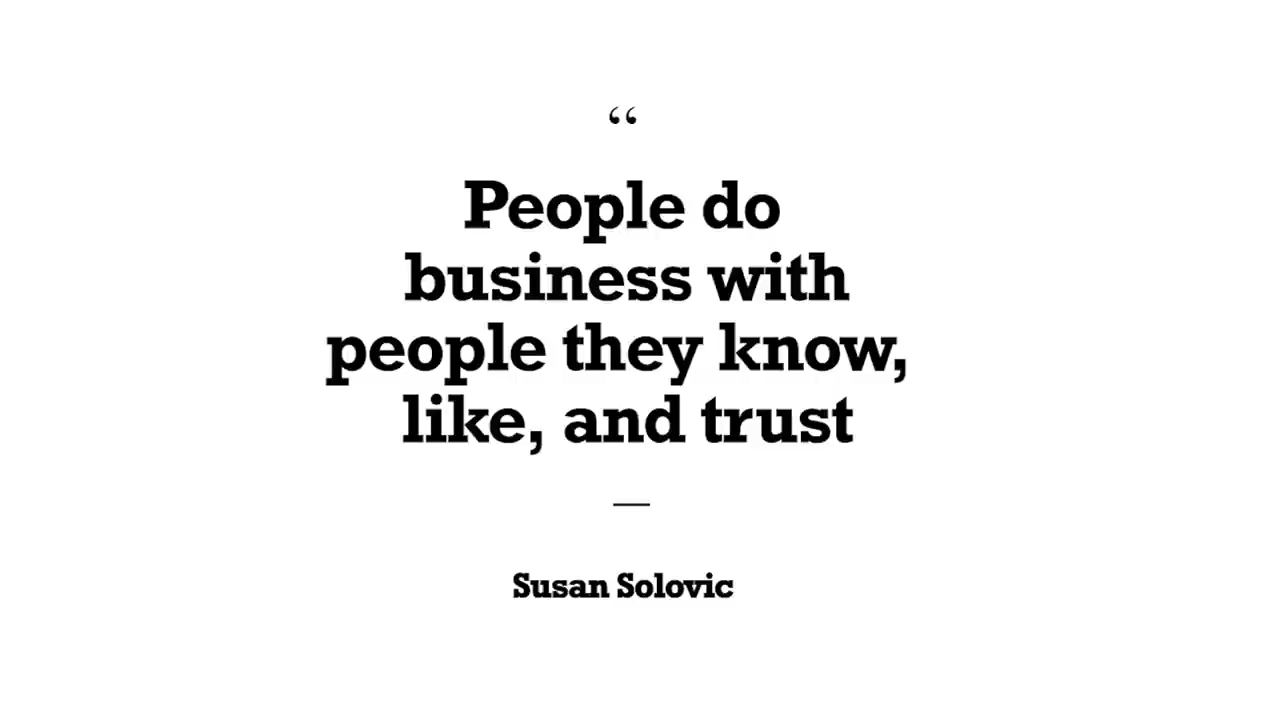 “
People do
business with
people they know,
like, and trust
—
Susan Solovic